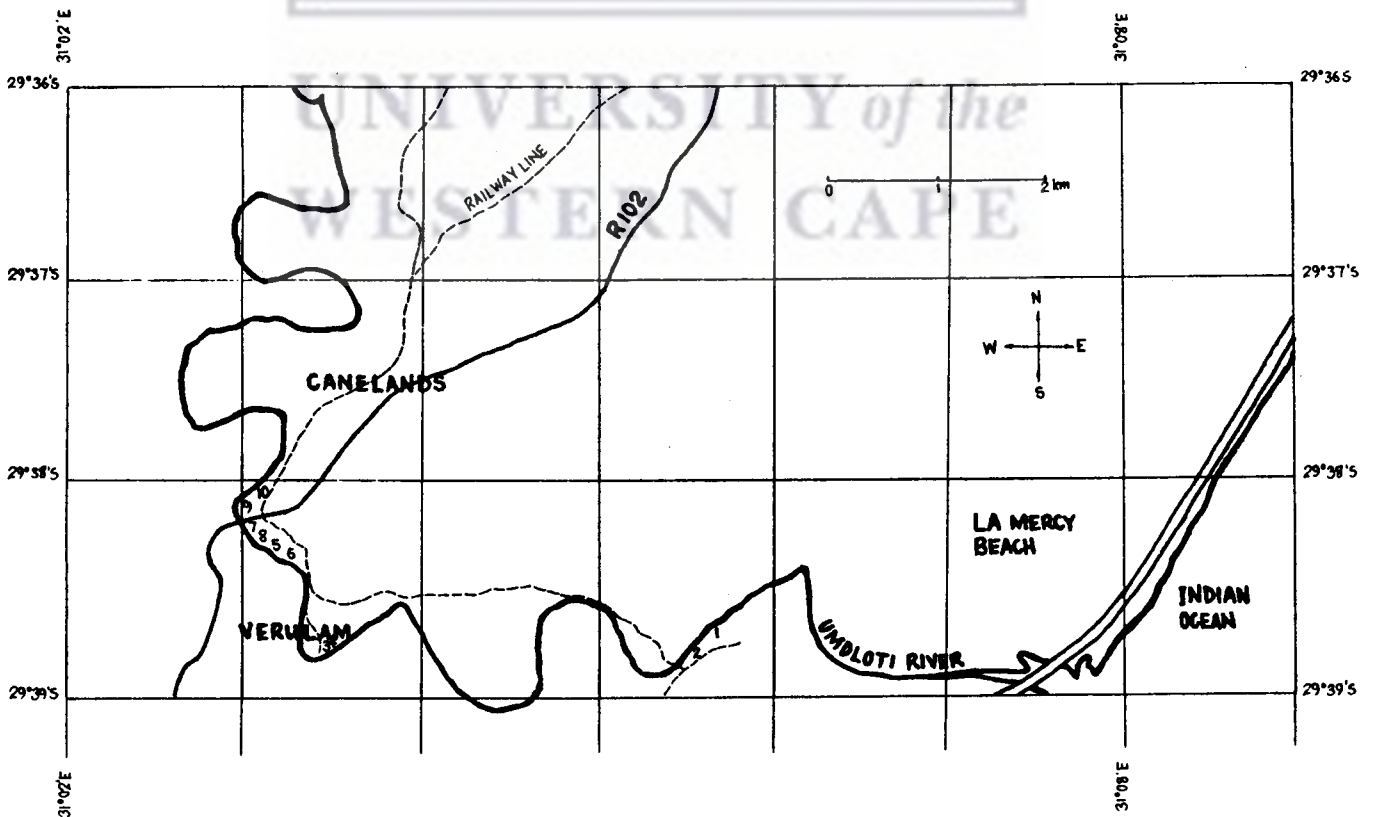 31°02'E
31°08'E
29°36'S
29°36'S
UNIVERSITY of the
WESTERN CAPE
RAILWAY LINE
R102
0 1 2 km
29°37'S
29°37'S
N
W E
S
CANELANDS
29°38'S
29°38'S
10
9
7
8
5
6
LA MERCY
BEACH
INDIAN
OCEAN
VERULAM
3
1
2
UMDLOTI RIVER
29°39'S
29°39'S
31°02'E
31°08'E